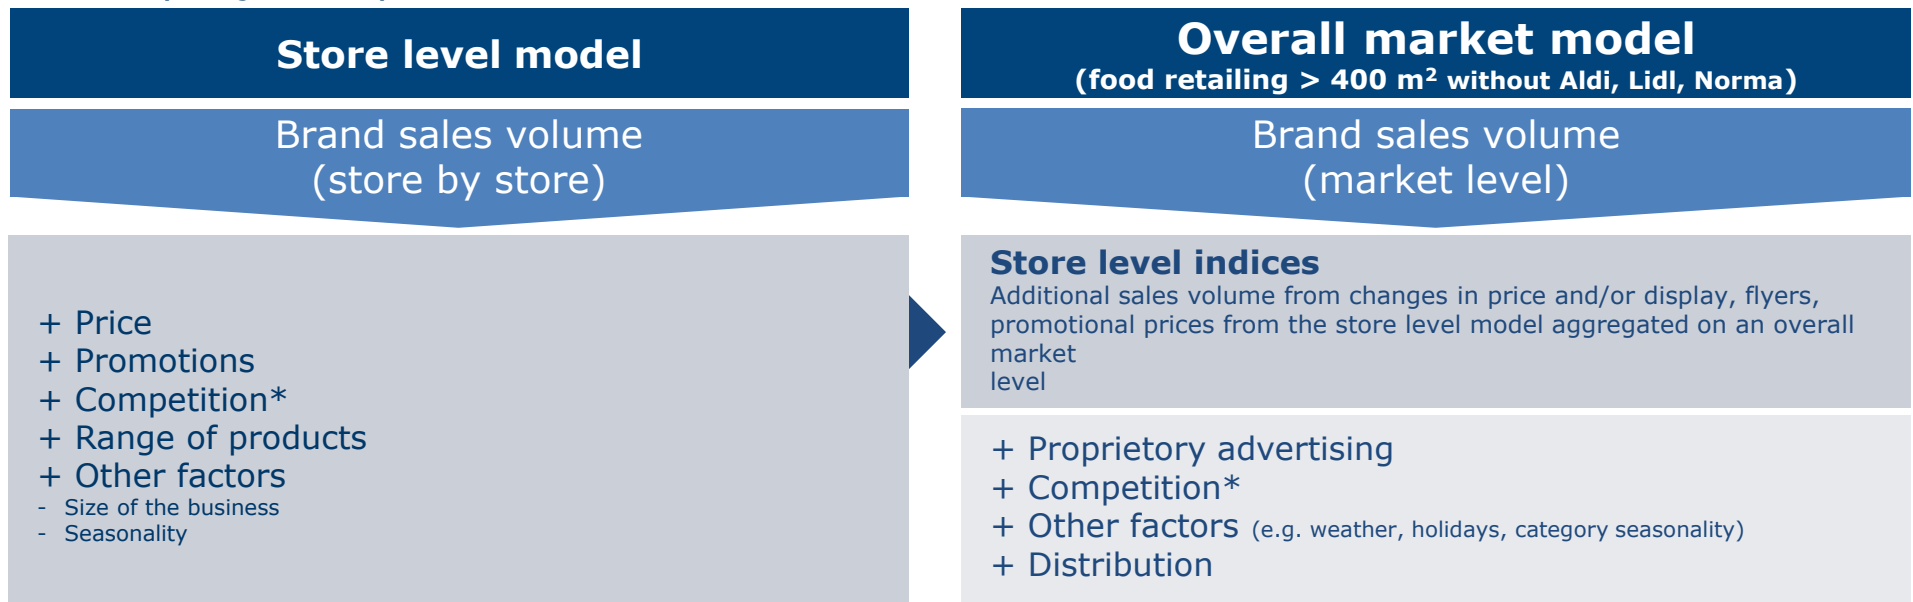 Store level model
Brand sales volume
(store by store)
+ Price
+ Promotions
+ Competition*
+ Range of products
+ Other factors
- Size of the business
- Seasonality
Overall market model
(food retailing > 400 m² without Aldi, Lidl, Norma)
Brand sales volume
(market level)
Store level indices
Additional sales volume from changes in price and/or display, flyers,
promotional prices from the store level model aggregated on an overall
market
level
+ Proprietory advertising
+ Competition*
+ Other factors (e.g. weather, holidays, category seasonality)
+ Distribution